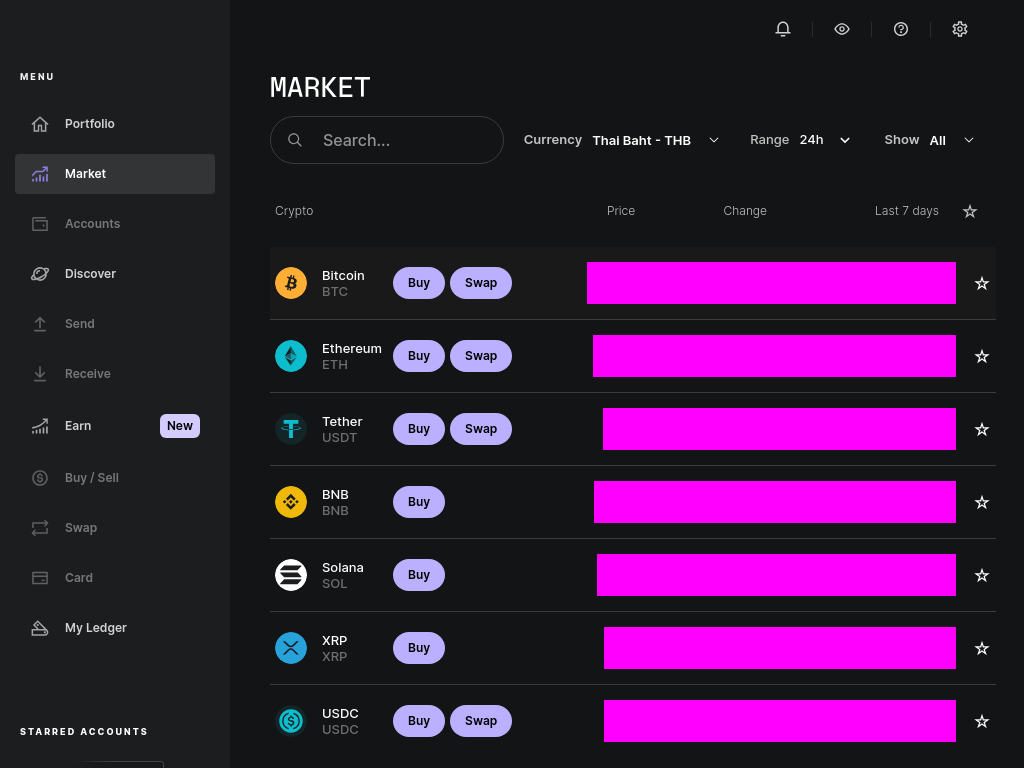 MENU
Portfolio
Market
Accounts
Discover
Send
Receive
Earn New
Buy / Sell
Swap
Card
My Ledger
STARRED ACCOUNTS
MARKET
Search...
Currency Thai Baht - THB
Range 24h
Show All
Crypto Price Change Last 7 days
Bitcoin
BTC
Buy Swap
Ethereum
ETH
Buy Swap
Tether
USDT
Buy Swap
BNB
BNB
Buy
Solana
SOL
Buy
XRP
XRP
Buy
USDC
USDC
Buy Swap